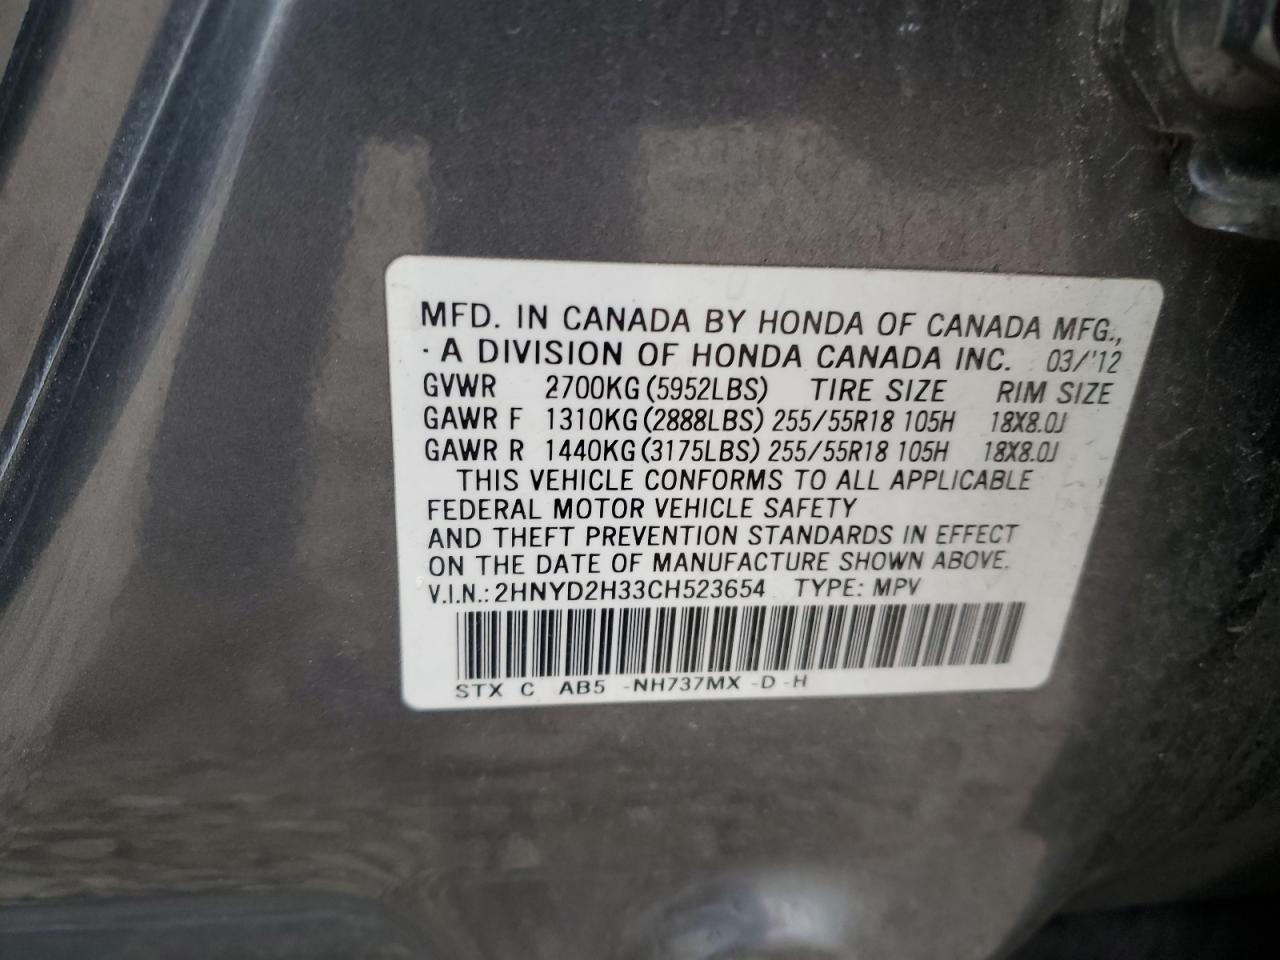 MFD. IN CANADA BY HONDA OF CANADA MFG.,
· A DIVISION OF HONDA CANADA INC. 03/'12
GVWR 2700KG (5952LBS) TIRE SIZE RIM SIZE
GAWR F 1310KG (2888LBS) 255/55R18 105H 18X8.0J
GAWR R 1440KG (3175LBS) 255/55R18 105H 18X8.0J
THIS VEHICLE CONFORMS TO ALL APPLICABLE
FEDERAL MOTOR VEHICLE SAFETY
AND THEFT PREVENTION STANDARDS IN EFFECT
ON THE DATE OF MANUFACTURE SHOWN ABOVE.
V.I.N.: 2HNYD2H33CH523654 TYPE: MPV
STX C AB5 -NH737MX -D -H